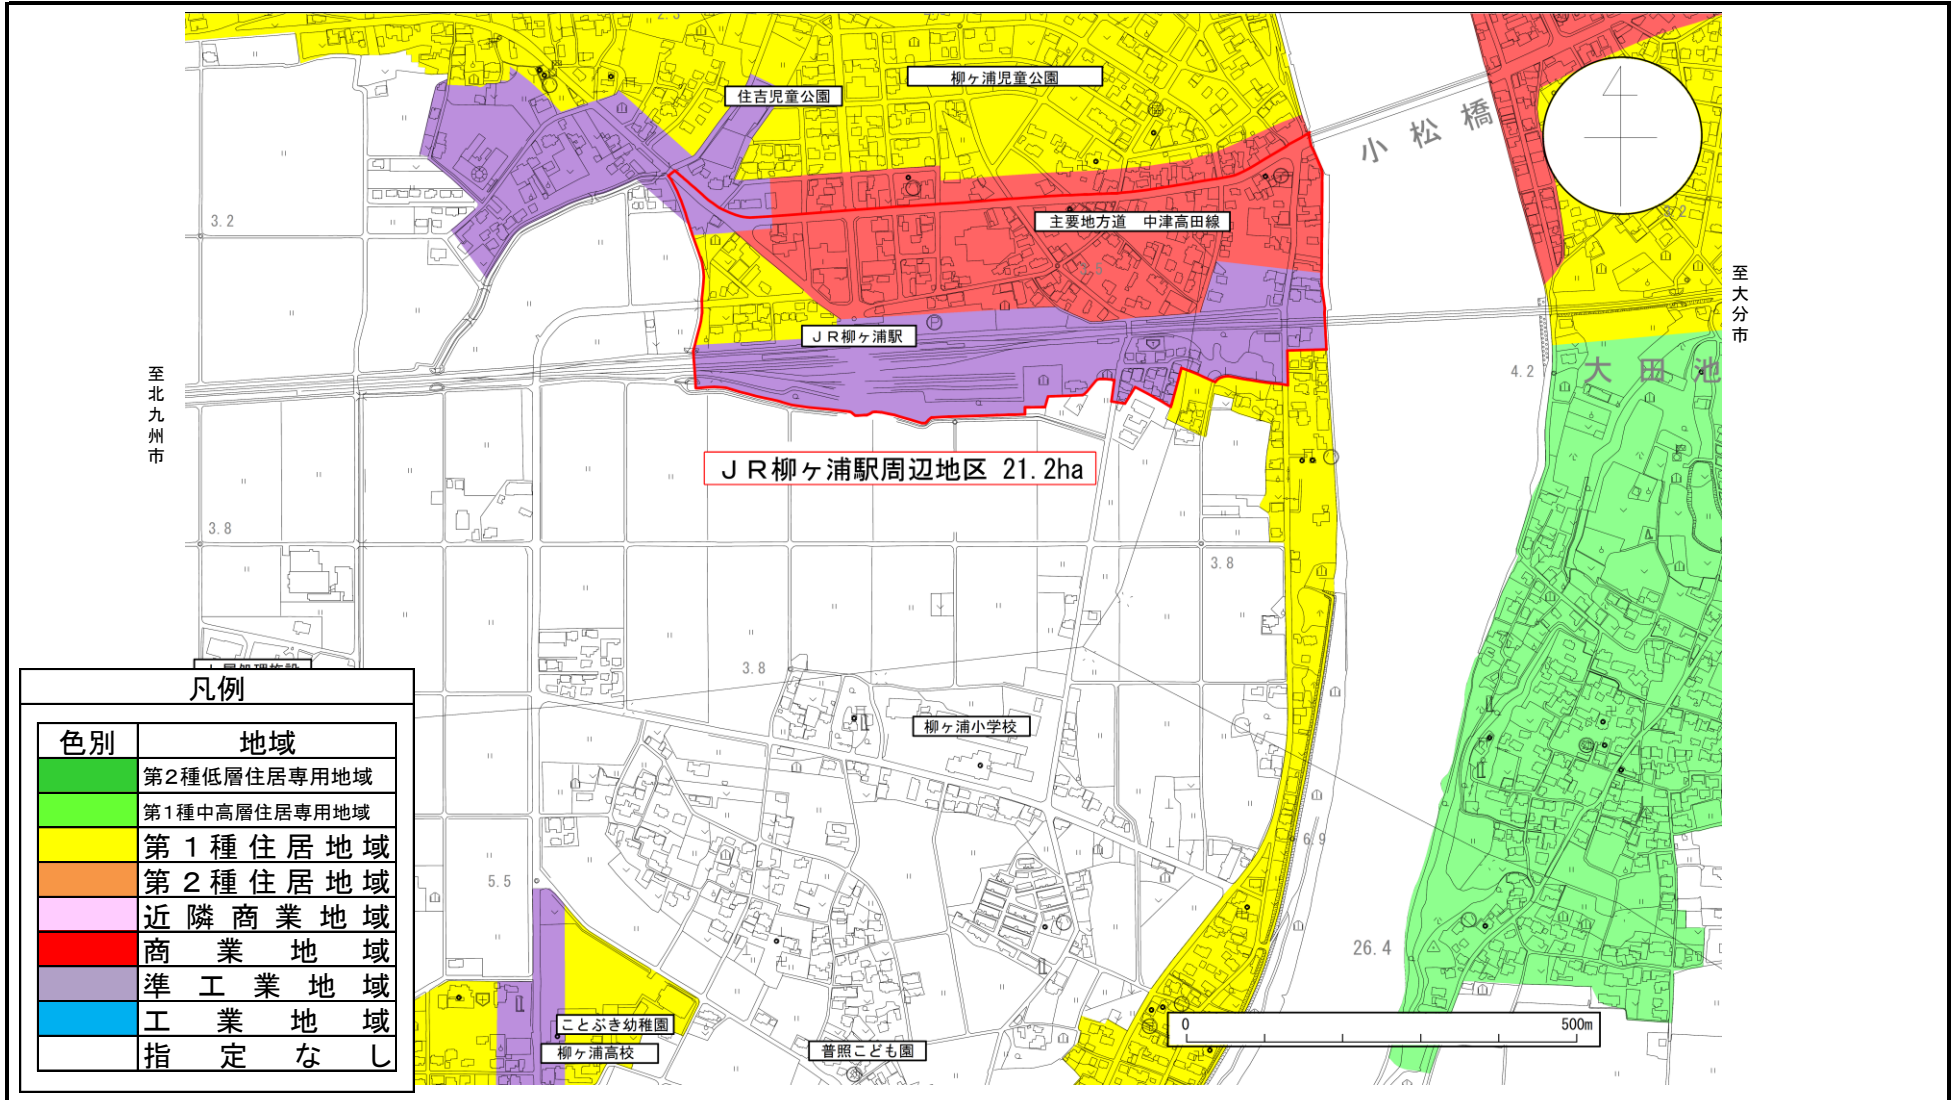 2.3
住吉児童公園
柳ヶ浦児童公園
小松橋
3.2
主要地方道　中津高田線
3.5
至大分市
ＪＲ柳ヶ浦駅
至北九州市
4.2
大田池
ＪＲ柳ヶ浦駅周辺地区 21.2ha
3.8
3.8
3.8
柳ヶ浦小学校
凡例
色別 地域
第2種低層住居専用地域
第1種中高層住居専用地域
第１種住居地域
第２種住居地域
近隣商業地域
商業地域
準工業地域
工業地域
指定なし
6.9
5.5
26.4
ことぶき幼稚園
柳ヶ浦高校
普照こども園
0 500m